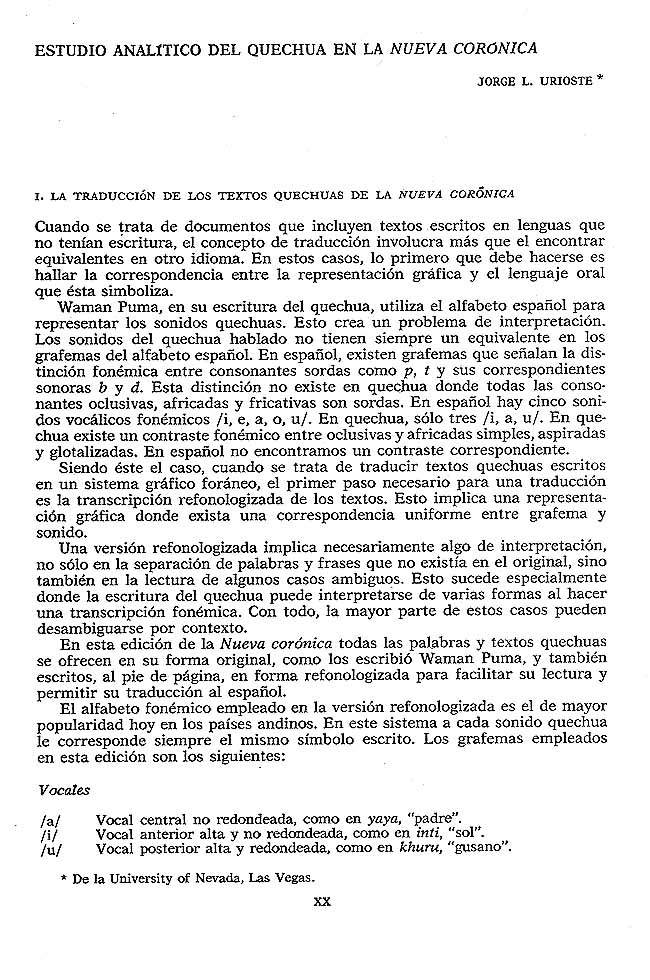 ESTUDIO ANALÍTICO DEL QUECHUA EN LA NUEVA CORÓNICA
JORGE L. URIOSTE *
I. LA TRADUCCIÓN DE LOS TEXTOS QUECHUAS DE LA NUEVA CORÓNICA
Cuando se trata de documentos que incluyen textos escritos en lenguas que
no tenían escritura, el concepto de traducción involucra más que el encontrar
equivalentes en otro idioma. En estos casos, lo primero que debe hacerse es
hallar la correspondencia entre la representación gráfica y el lenguaje oral
que ésta simboliza.
Waman Puma, en su escritura del quechua, utiliza el alfabeto español para
representar los sonidos quechuas. Esto crea un problema de interpretación.
Los sonidos del quechua hablado no tienen siempre un equivalente en los
grafemas del alfabeto español. En español, existen grafemas que señalan la dis-
tinción fonémica entre consonantes sordas como p, t y sus correspondientes
sonoras b y d. Esta distinción no existe en quechua donde todas las conso-
nantes oclusivas, africadas y fricativas son sordas. En español hay cinco soni-
dos vocálicos fonémicos /i, e, a, o, u/. En quechua, sólo tres /i, a, u/. En que-
chua existe un contraste fonémico entre oclusivas y africadas simples, aspiradas
y glotalizadas. En español no encontramos un contraste correspondiente.
Siendo éste el caso, cuando se trata de traducir textos quechuas escritos
en un sistema gráfico foráneo, el primer paso necesario para una traducción
es la transcripción refonologizada de los textos. Esto implica una representa-
ción gráfica donde exista una correspondencia uniforme entre grafema y
sonido.
Una versión refonologizada implica necesariamente algo de interpretación,
no sólo en la separación de palabras y frases que no existía en el original, sino
también en la lectura de algunos casos ambiguos. Esto sucede especialmente
donde la escritura del quechua puede interpretarse de varias formas al hacer
una transcripción fonémica. Con todo, la mayor parte de estos casos pueden
desambiguarse por contexto.
En esta edición de la Nueva corónica todas las palabras y textos quechuas
se ofrecen en su forma original, como los escribió Waman Puma, y también
escritos, al pie de página, en forma refonologizada para facilitar su lectura y
permitir su traducción al español.
El alfabeto fonémico empleado en la versión refonologizada es el de mayor
popularidad hoy en los países andinos. En este sistema a cada sonido quechua
le corresponde siempre el mismo símbolo escrito. Los grafemas empleados
en esta edición son los siguientes:
Vocales
/a/ Vocal central no redondeada, como en yaya, “padre”.
/i/ Vocal anterior alta y no redondeada, como en inti, “sol”.
/u/ Vocal posterior alta y redondeada, como en khuru, “gusano”.
* De la University of Nevada, Las Vegas.
XX